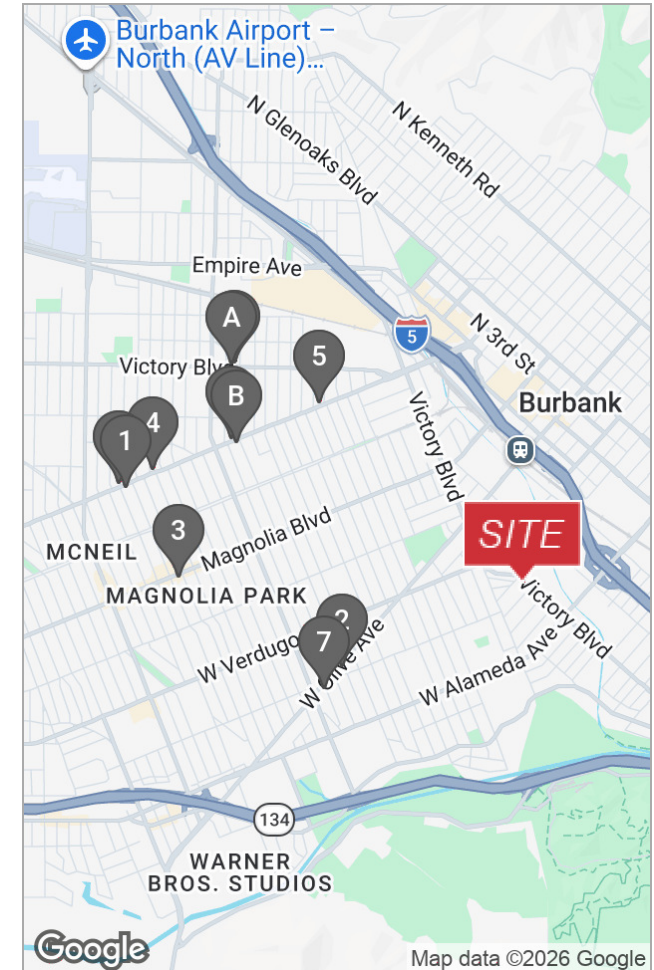 Burbank Airport –
North (AV Line)...
N Glenoaks Blvd
N Kenneth Rd
Empire Ave
A
5
5
N 3rd St
Victory Blv
B
Burbank
4
1
Victory Blvd
3
Magnolia Blvd
SITE
MCNEIL
MAGNOLIA PARK
Victory Blvd
2
7
W Verdugo
W Olive Ave
W Alameda Ave
134
WARNER
BROS. STUDIOS
Google
Map data ©2026 Google